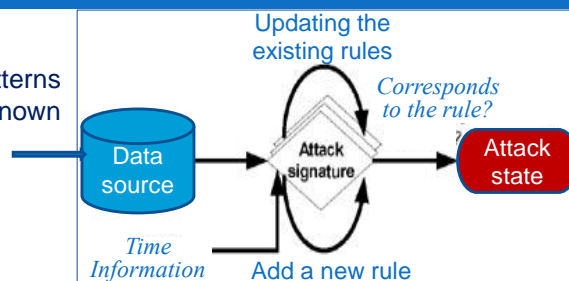 Updating the
existing rules
tterns
nown
Corresponds
to the rule?
Data
source
Attack
signature
Attack
state
Time
Information
Add a new rule